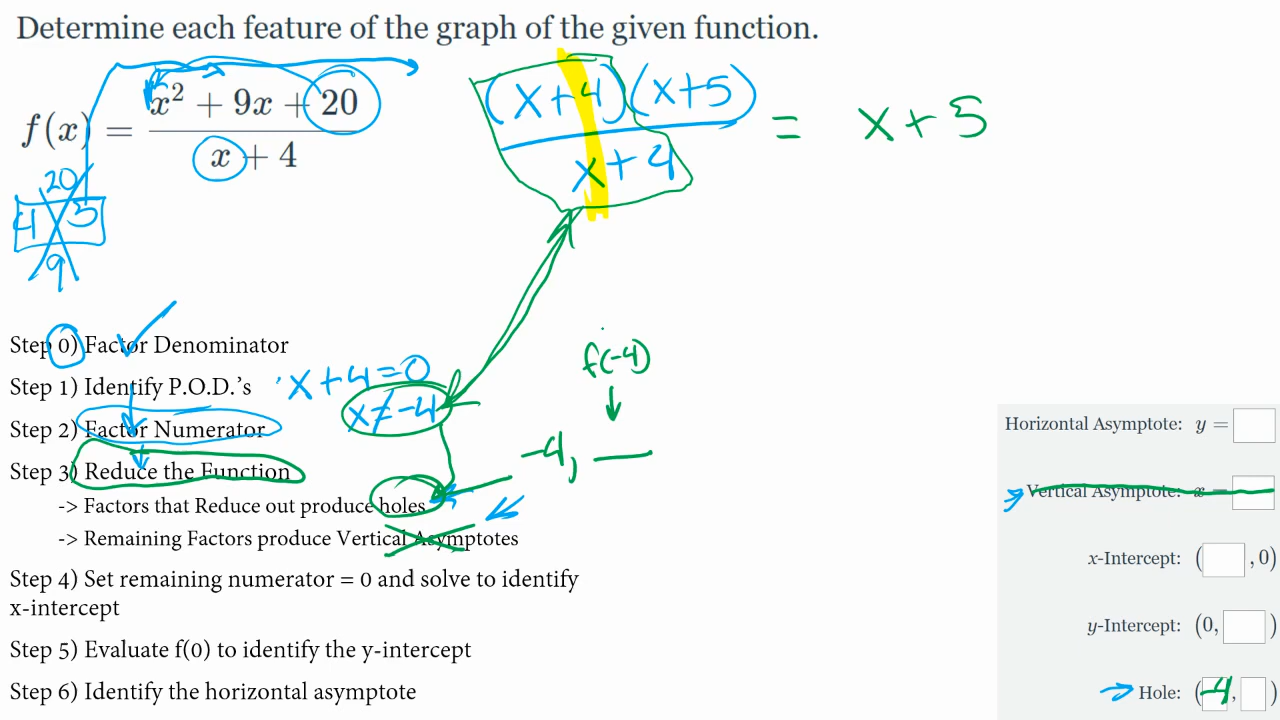 Determine each feature of the graph of the given function.
f(x) = (x² + 9x + 20) / (x + 4)
(x+4)(x+5) / x+4 = x+5
20
4 5
9
Step 0) Factor Denominator
Step 1) Identify P.O.D.'s
x+4=0
x≠-4
Step 2) Factor Numerator
Step 3) Reduce the Function
-> Factors that Reduce out produce holes
-> Remaining Factors produce Vertical Asymptotes
f(-4)
-4, __
Step 4) Set remaining numerator = 0 and solve to identify
x-intercept
Step 5) Evaluate f(0) to identify the y-intercept
Step 6) Identify the horizontal asymptote
Horizontal Asymptote: y =
Vertical Asymptote: x =
x-Intercept: ( , 0)
y-Intercept: (0, )
Hole: (-4, )